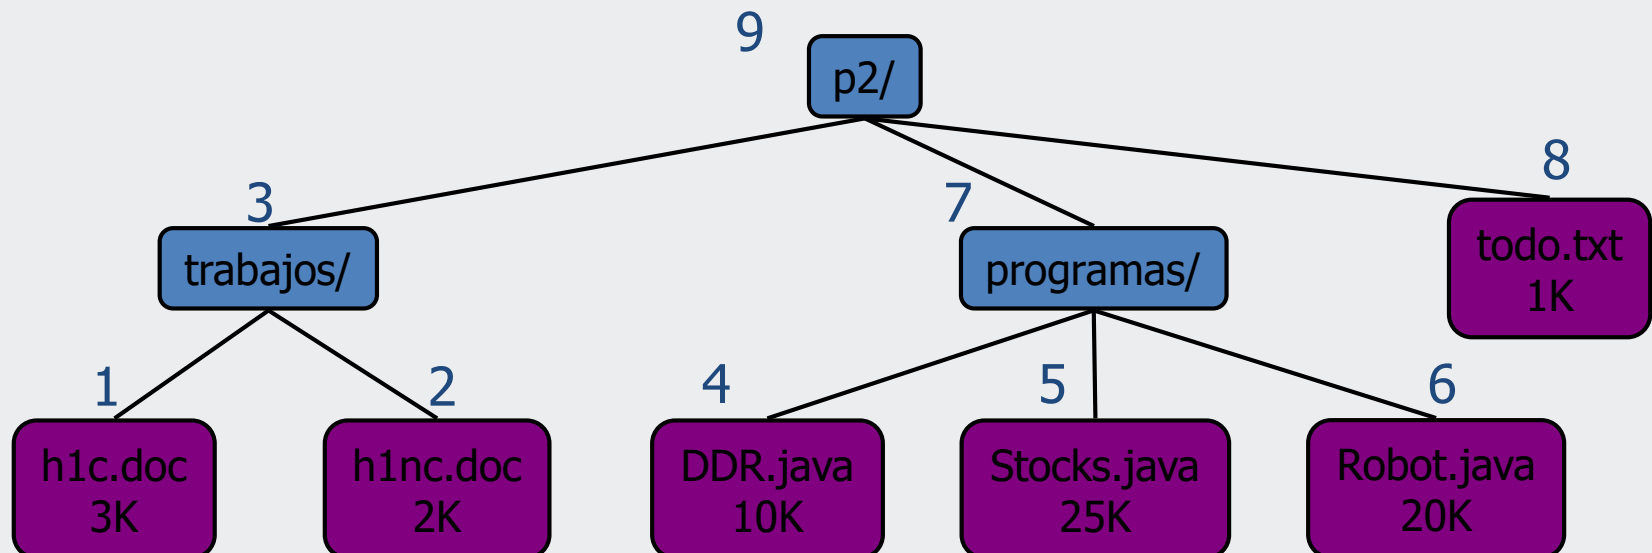 9
p2/
8
3
7
todo.txt
1K
trabajos/
programas/
1
2
4
5
6
h1c.doc
3K
h1nc.doc
2K
DDR.java
10K
Stocks.java
25K
Robot.java
20K